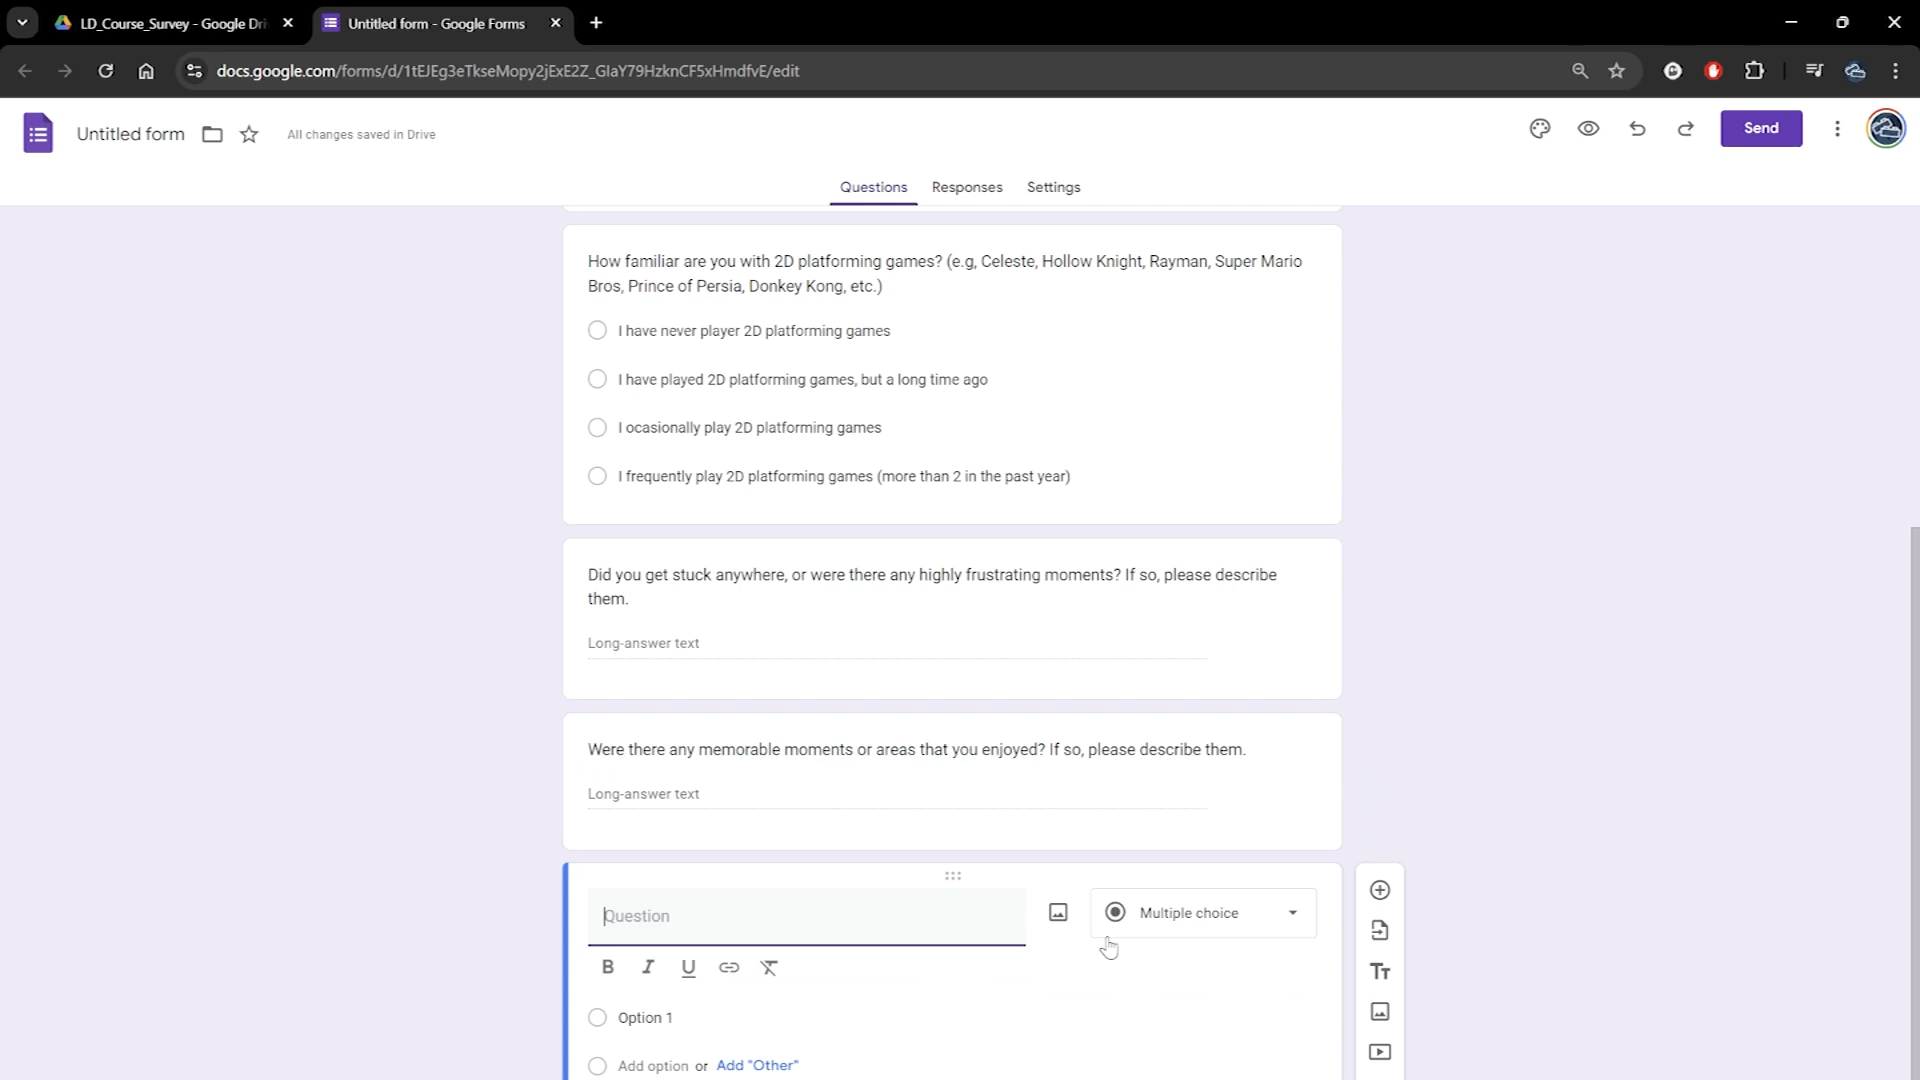 LD_Course_Survey - Google Dri
Untitled form - Google Forms
docs.google.com/forms/d/1tEJEg3eTkseMopy2jExE2Z_GlaY79HzknCF5xHmdfvE/edit
Untitled form
All changes saved in Drive
Send
Questions
Responses
Settings
How familiar are you with 2D platforming games? (e.g, Celeste, Hollow Knight, Rayman, Super Mario
Bros, Prince of Persia, Donkey Kong, etc.)
I have never player 2D platforming games
I have played 2D platforming games, but a long time ago
I ocasionally play 2D platforming games
I frequently play 2D platforming games (more than 2 in the past year)
Did you get stuck anywhere, or were there any highly frustrating moments? If so, please describe
them.
Long-answer text
Were there any memorable moments or areas that you enjoyed? If so, please describe them.
Long-answer text
Question
Multiple choice
B I U
Tt
Option 1
Add option or Add "Other"